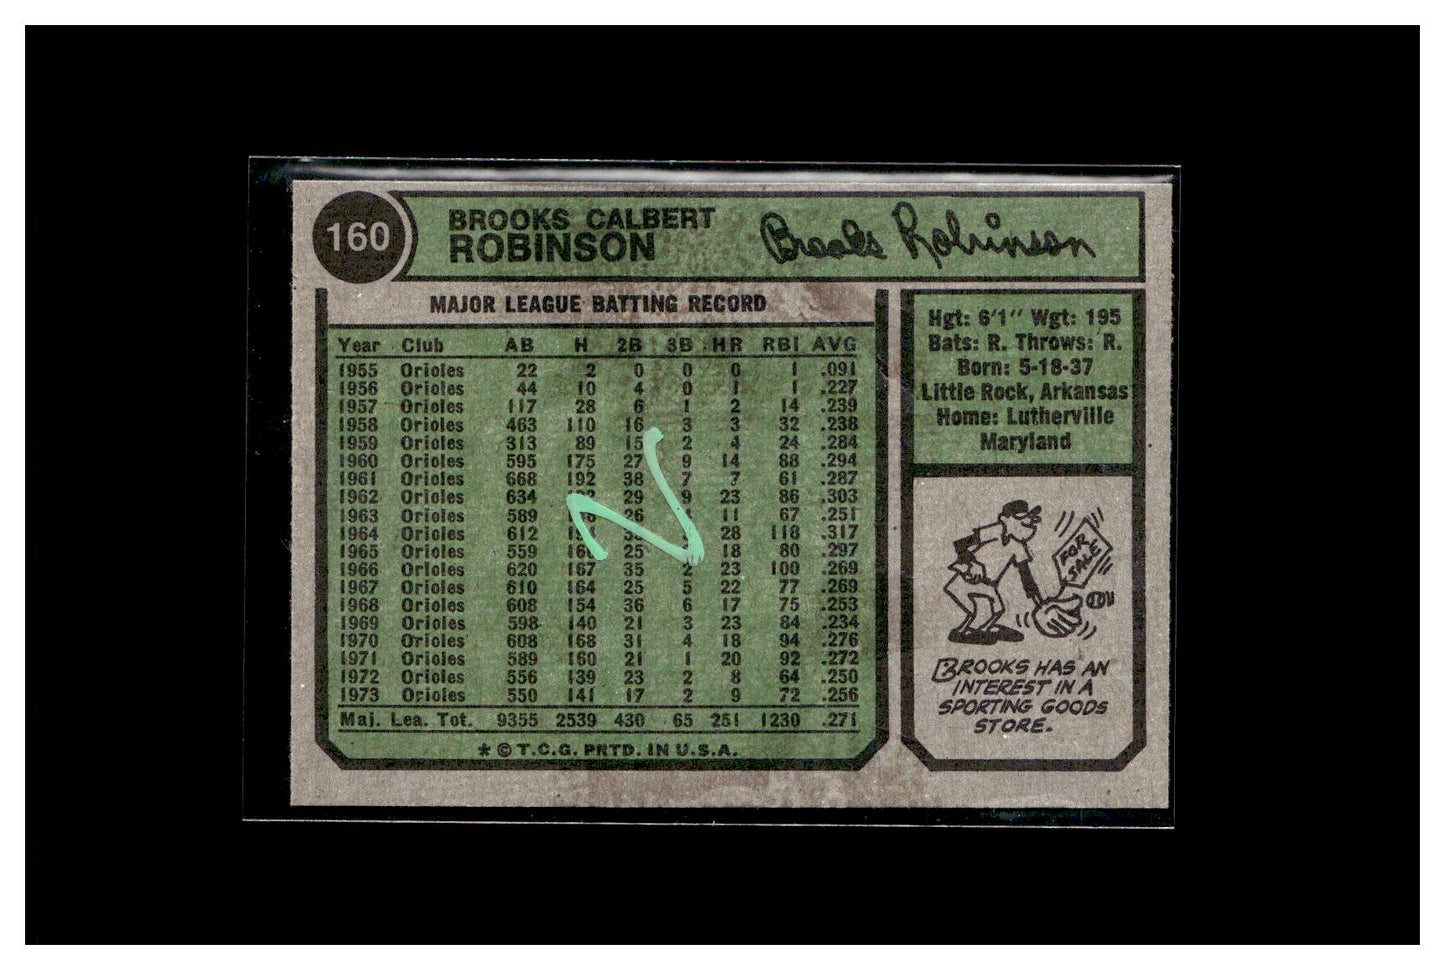 160
BROOKS CALBERT
ROBINSON
Brooks Robinson
MAJOR LEAGUE BATTING RECORD
Year Club AB H 2B 3B HR RBI AVG
1955 Orioles 22 2 0 0 0 1 .091
1956 Orioles 44 10 4 0 1 1 .227
1957 Orioles 117 28 6 1 2 14 .239
1958 Orioles 463 110 16 3 3 32 .238
1959 Orioles 313 89 15 2 4 24 .284
1960 Orioles 595 175 27 9 14 88 .294
1961 Orioles 668 192 38 7 7 61 .287
1962 Orioles 634 29 9 23 86 .303
1963 Orioles 589 26 11 67 .251
1964 Orioles 612 28 118 .317
1965 Orioles 559 25 18 80 .297
1966 Orioles 620 167 35 2 23 100 .269
1967 Orioles 610 164 25 5 22 77 .269
1968 Orioles 608 154 36 6 17 75 .253
1969 Orioles 598 140 21 3 23 84 .234
1970 Orioles 608 168 31 4 18 94 .276
1971 Orioles 589 160 21 1 20 92 .272
1972 Orioles 556 139 23 2 8 64 .250
1973 Orioles 550 141 17 2 9 72 .256
Maj. Lea. Tot. 9355 2539 430 65 251 1230 .271
* © T.C.G. PRTD. IN U.S.A.
Hgt: 6'1" Wgt: 195
Bats: R. Throws: R.
Born: 5-18-37
Little Rock, Arkansas
Home: Lutherville
Maryland
FOR
SALE
BROOKS HAS AN
INTEREST IN A
SPORTING GOODS
STORE.